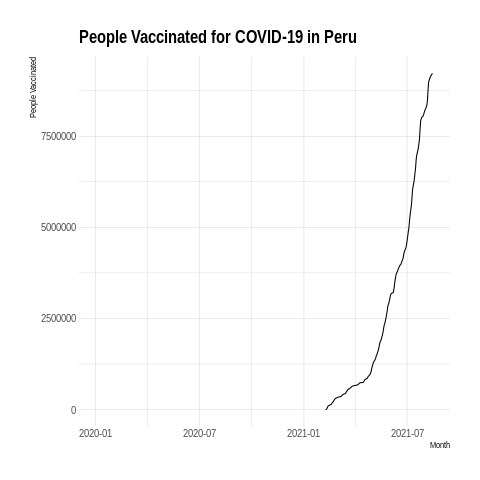 People Vaccinated for COVID-19 in Peru
People Vaccinated
7500000
5000000
2500000
0
2020-01 2020-07 2021-01 2021-07
Month